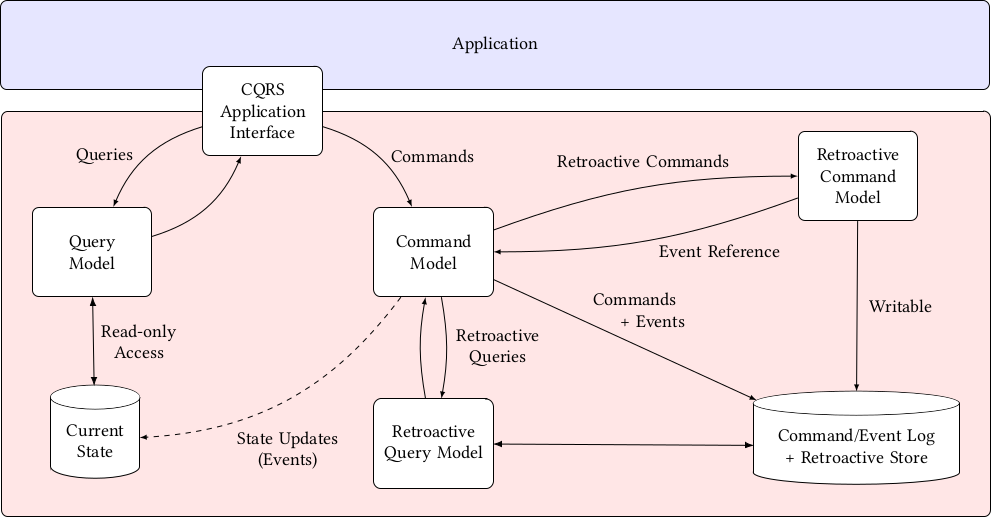 Application
CQRS
Application
Interface
Queries
Commands
Retroactive Commands
Retroactive
Command
Model
Query
Model
Command
Model
Event Reference
Read-only
Access
Retroactive
Queries
Commands
+ Events
Writable
Current
State
State Updates
(Events)
Retroactive
Query Model
Command/Event Log
+ Retroactive Store